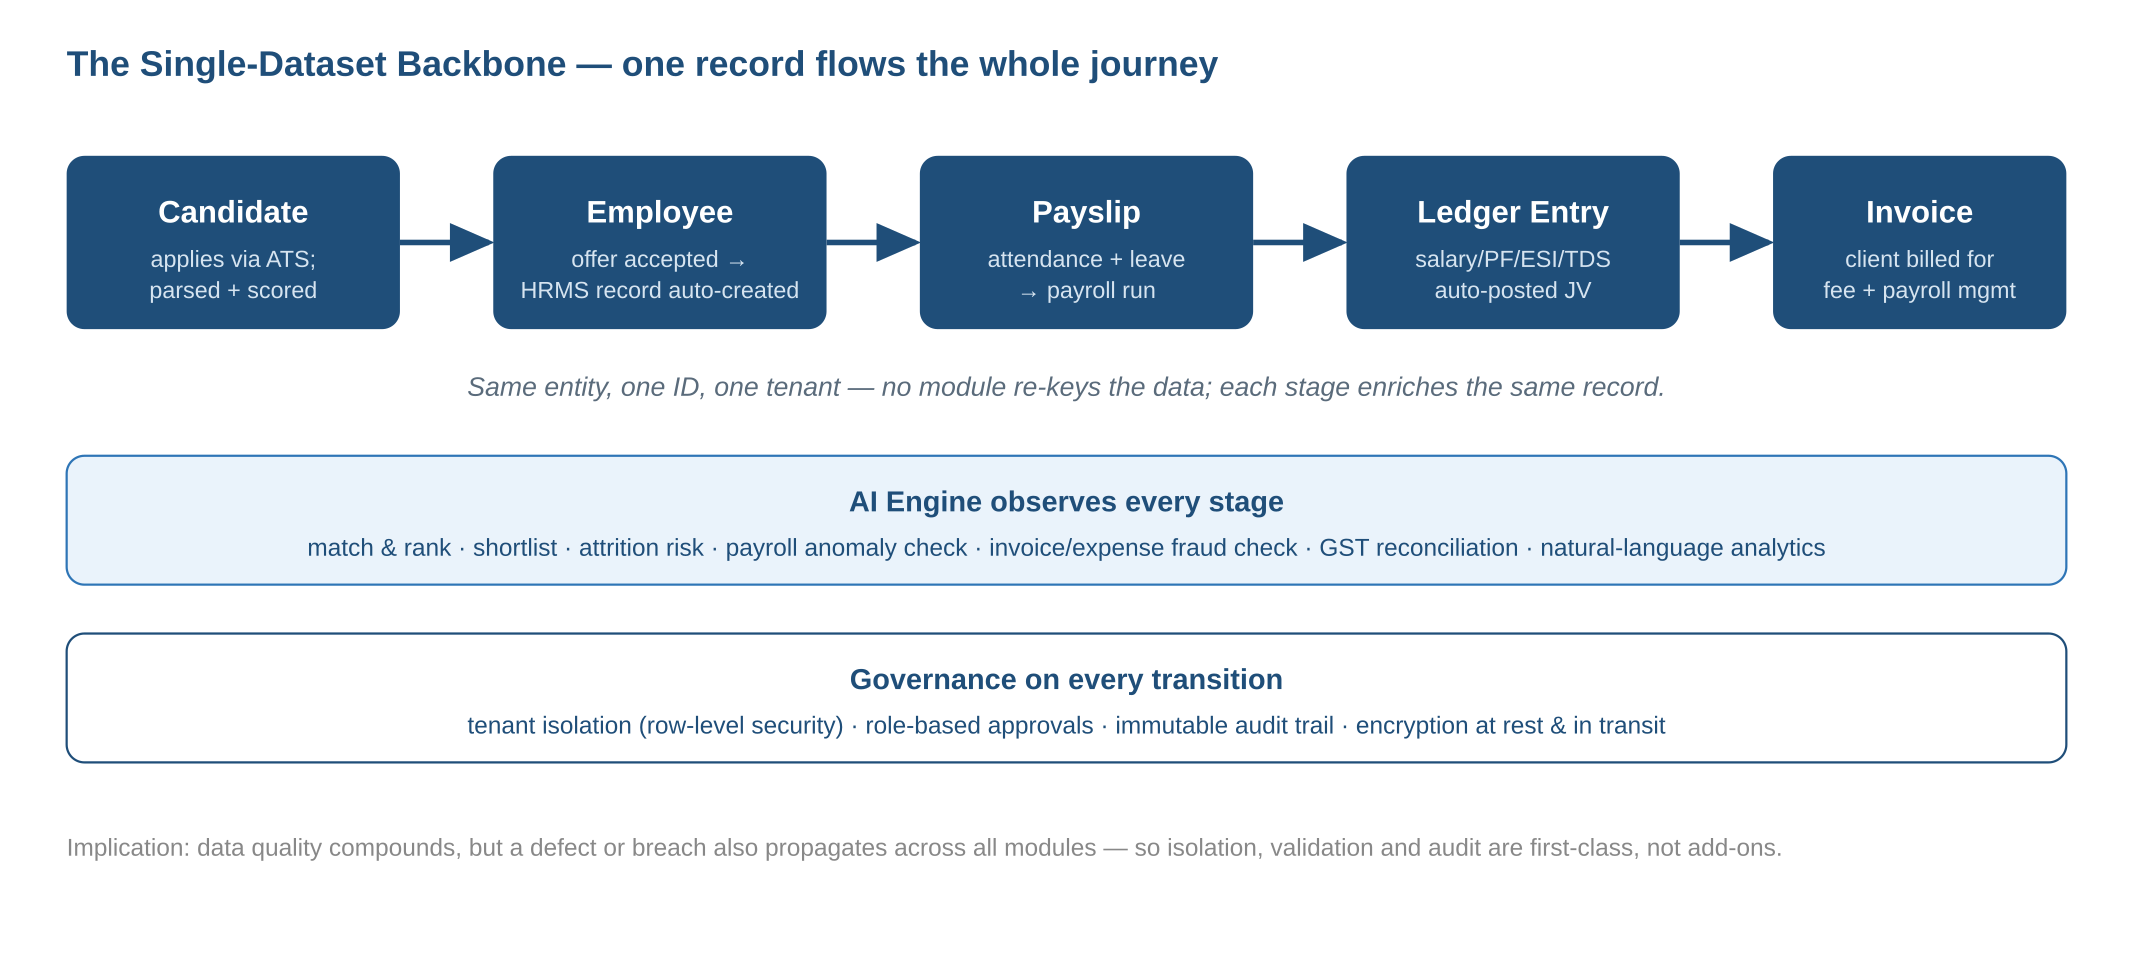 The Single-Dataset Backbone — one record flows the whole journey
Candidate
applies via ATS;
parsed + scored
Employee
offer accepted →
HRMS record auto-created
Payslip
attendance + leave
→ payroll run
Ledger Entry
salary/PF/ESI/TDS
auto-posted JV
Invoice
client billed for
fee + payroll mgmt
Same entity, one ID, one tenant — no module re-keys the data; each stage enriches the same record.
AI Engine observes every stage
match & rank · shortlist · attrition risk · payroll anomaly check · invoice/expense fraud check · GST reconciliation · natural-language analytics
Governance on every transition
tenant isolation (row-level security) · role-based approvals · immutable audit trail · encryption at rest & in transit
Implication: data quality compounds, but a defect or breach also propagates across all modules — so isolation, validation and audit are first-class, not add-ons.